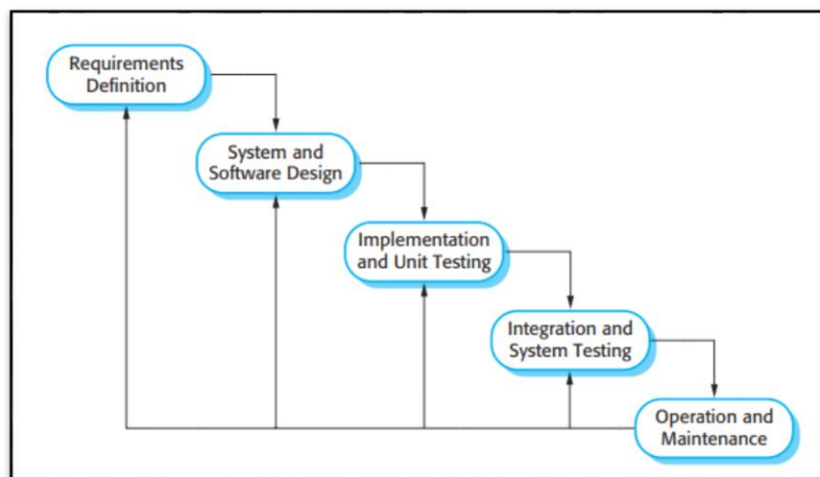 Requirements
Definition
System and
Software Design
Implementation
and Unit Testing
Integration and
System Testing
Operation and
Maintenance